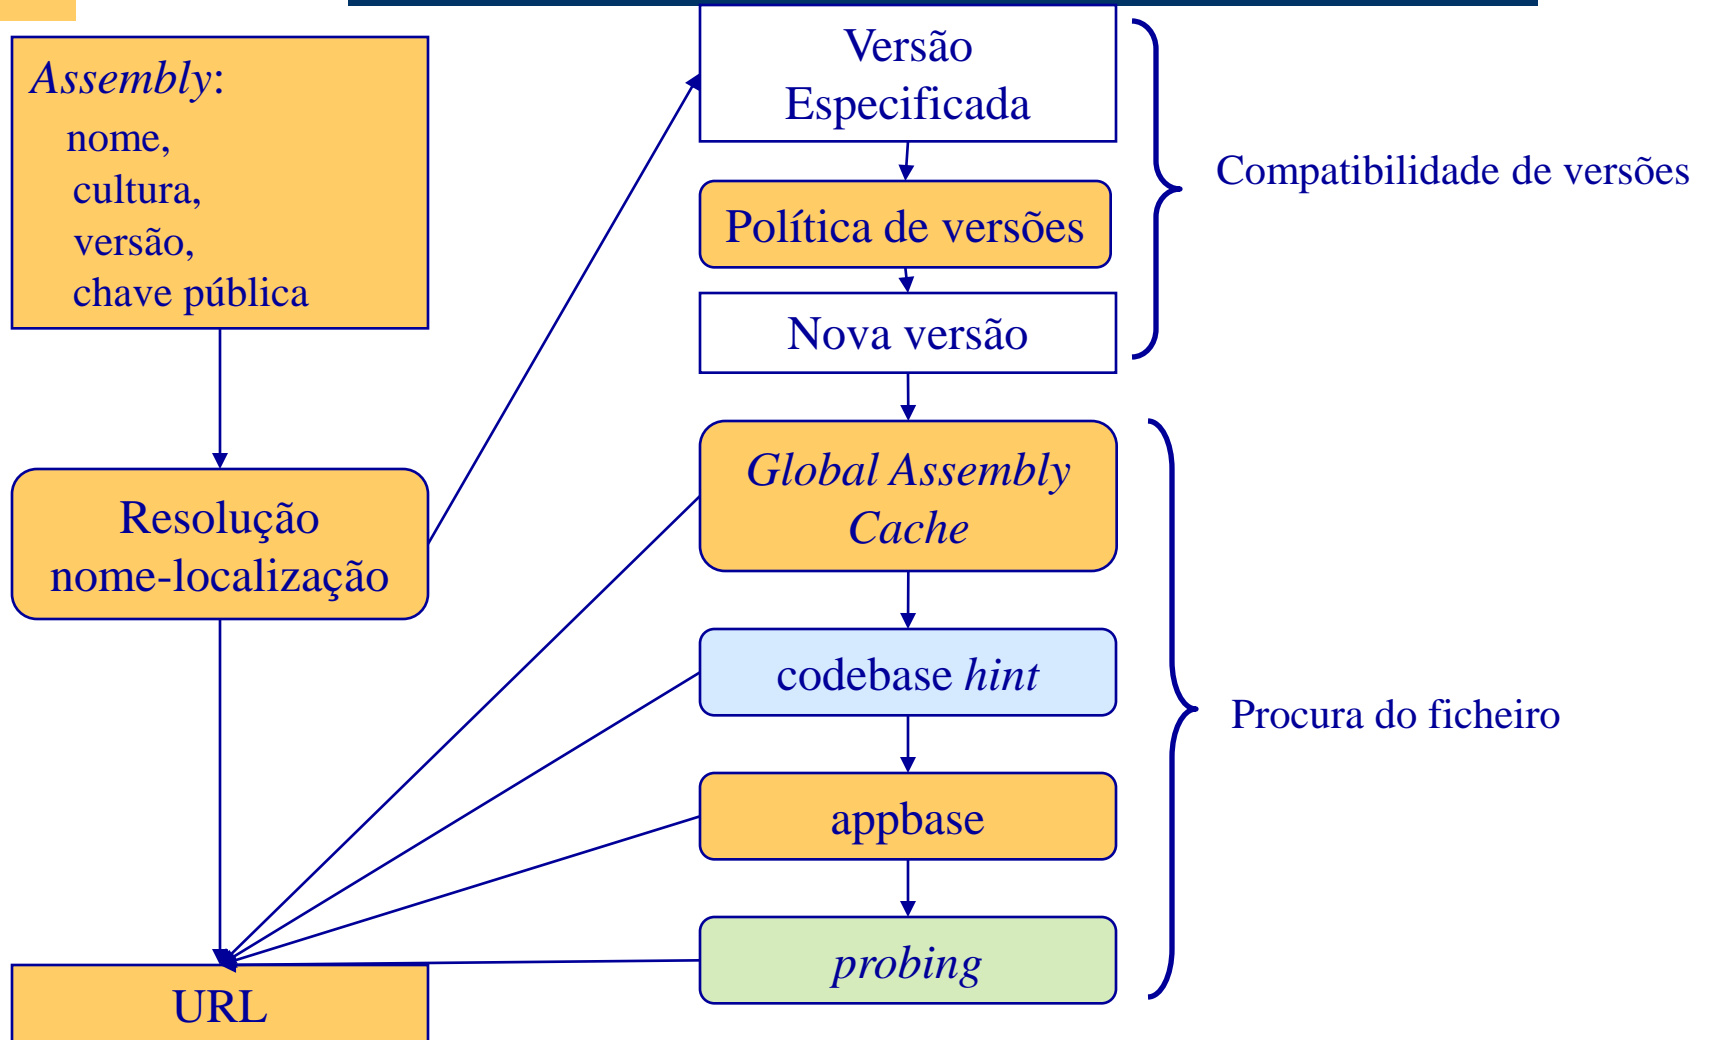 Assembly:
nome,
cultura,
versão,
chave pública
Resolução
nome-localização
URL
Versão
Especificada
Política de versões
Nova versão
Compatibilidade de versões
Global Assembly
Cache
codebase hint
appbase
probing
Procura do ficheiro